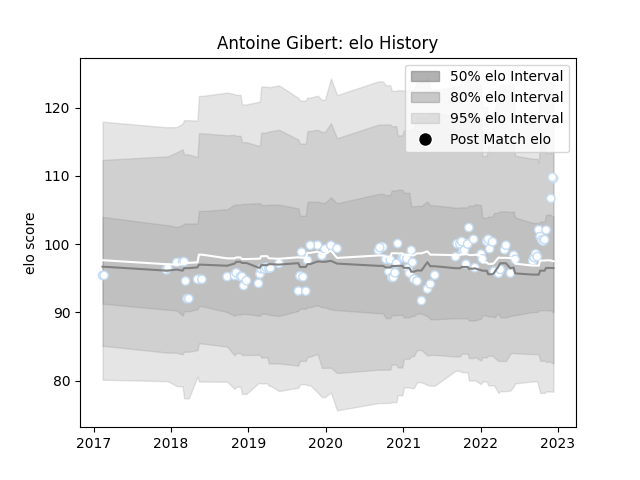 Antoine Gibert: elo History
50% elo Interval
80% elo Interval
95% elo Interval
Post Match elo
elo score
120
110
100
90
80
2017
2018
2019
2020
2021
2022
2023